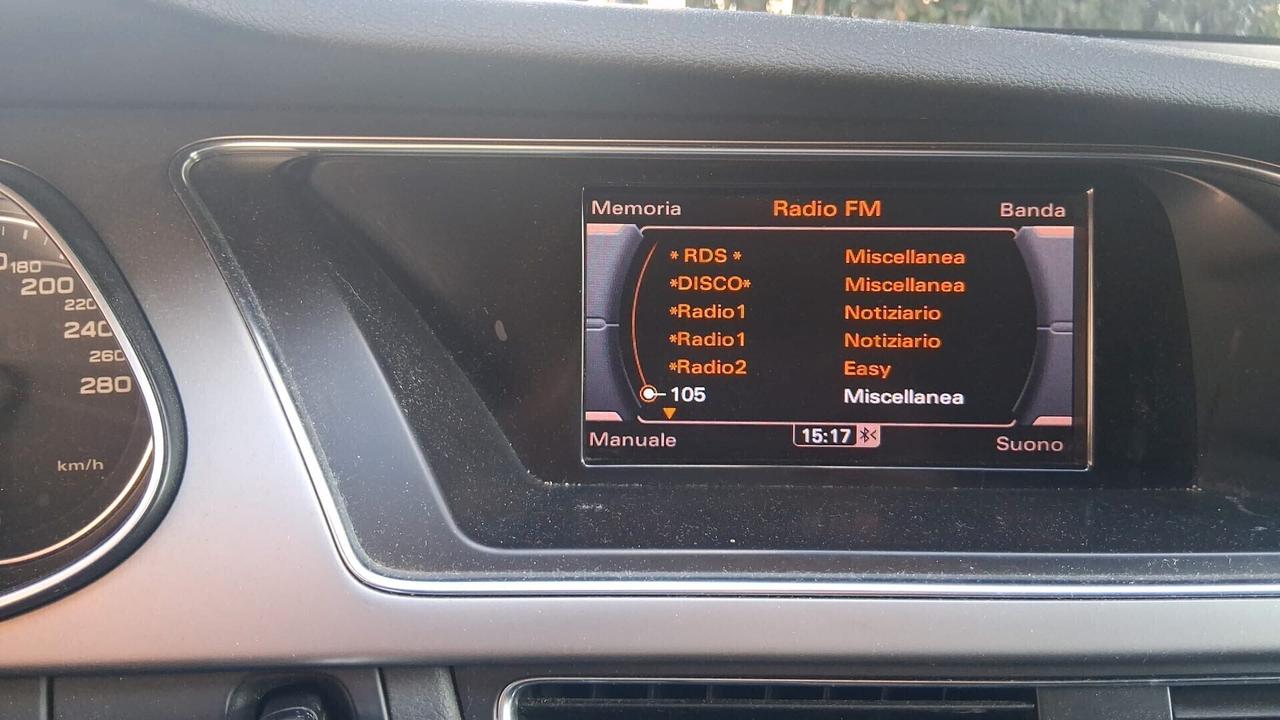 Memoria Radio FM Banda
* RDS * Miscellanea
*DISCO* Miscellanea
*Radio1 Notiziario
*Radio1 Notiziario
*Radio2 Easy
105 Miscellanea
Manuale 15:17 Suono
180
200
220
240
260
280
km/h